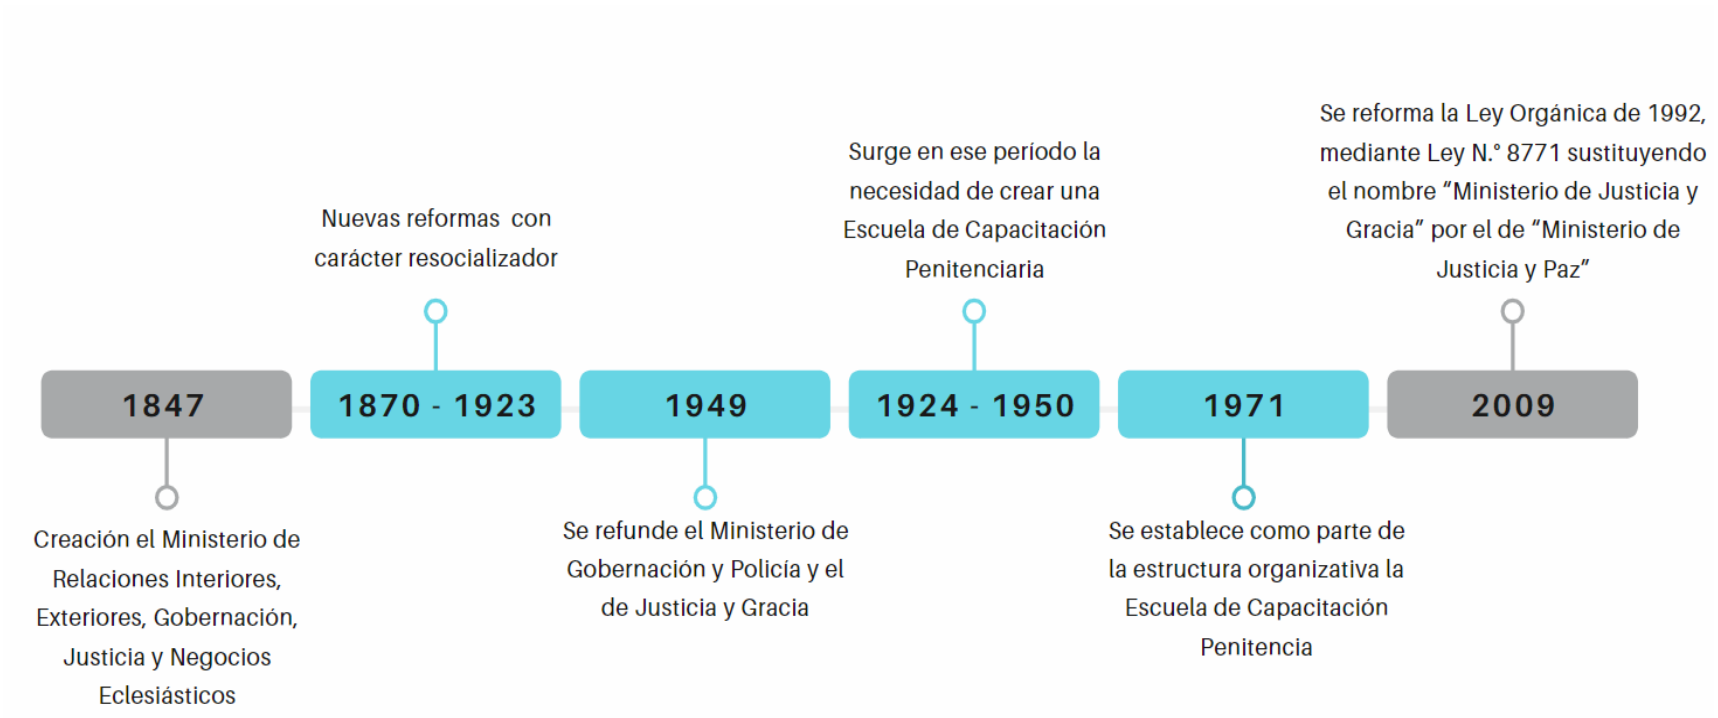 1847
Creación el Ministerio de
Relaciones Interiores,
Exteriores, Gobernación,
Justicia y Negocios
Eclesiásticos
Nuevas reformas con
carácter resocializador
1870 - 1923
1949
Se refunde el Ministerio de
Gobernación y Policía y el
de Justicia y Gracia
Surge en ese período la
necesidad de crear una
Escuela de Capacitación
Penitenciaria
1924 - 1950
1971
Se establece como parte de
la estructura organizativa la
Escuela de Capacitación
Penitencia
Se reforma la Ley Orgánica de 1992,
mediante Ley N.° 8771 sustituyendo
el nombre “Ministerio de Justicia y
Gracia” por el de “Ministerio de
Justicia y Paz”
2009